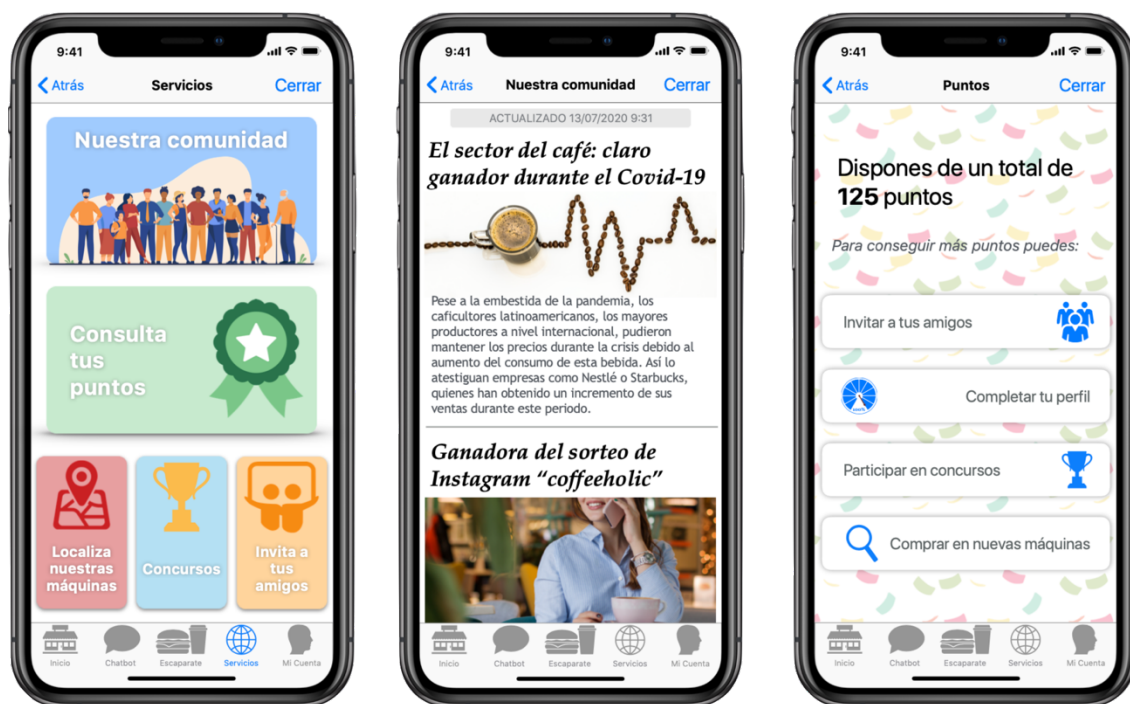 9:41
Atrás
Servicios
Cerrar
Nuestra comunidad
Consulta
tus
puntos
Localiza
nuestras
máquinas
Concursos
Invita a
tus
amigos
Inicio
Chatbot
Escaparate
Servicios
Mi Cuenta
9:41
Atrás
Nuestra comunidad
Cerrar
ACTUALIZADO 13/07/2020 9:31
El sector del café: claro
ganador durante el Covid-19
Pese a la embestida de la pandemia, los
caficultores latinoamericanos, los mayores
productores a nivel internacional, pudieron
mantener los precios durante la crisis debido al
aumento del consumo de esta bebida. Así lo
atestiguan empresas como Nestlé o Starbucks,
quienes han obtenido un incremento de sus
ventas durante este periodo.
Ganadora del sorteo de
Instagram “coffeeholic”
Inicio
Chatbot
Escaparate
Servicios
Mi Cuenta
9:41
Atrás
Puntos
Cerrar
Dispones de un total de
125 puntos
Para conseguir más puntos puedes:
Invitar a tus amigos
Completar tu perfil
Participar en concursos
Comprar en nuevas máquinas
Inicio
Chatbot
Escaparate
Servicios
Mi Cuenta